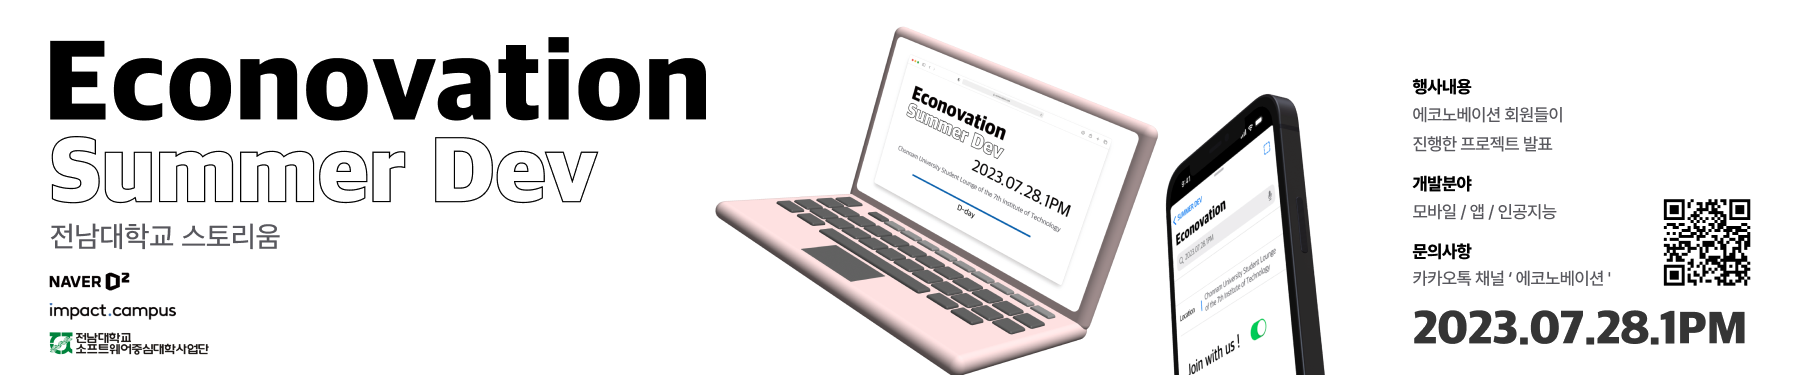 Econovation
Summer Dev
전남대학교 스토리움
NAVER D2
impact.campus
전남대학교
소프트웨어중심대학사업단
Econovation
Summer Dev
2023.07.28.1PM
Chonnam University Student Lounge of the 7th Institute of Technology
D-day
9:41
SUMMER DEV
Econovation
2023.07.28. 1PM
Location
Chonnam University Student Lounge
of the 7th Institute of Technology
Join with us !
행사내용
에코노베이션 회원들이
진행한 프로젝트 발표
개발분야
모바일 / 앱 / 인공지능
문의사항
카카오톡 채널 ‘ 에코노베이션 '
2023.07.28.1PM